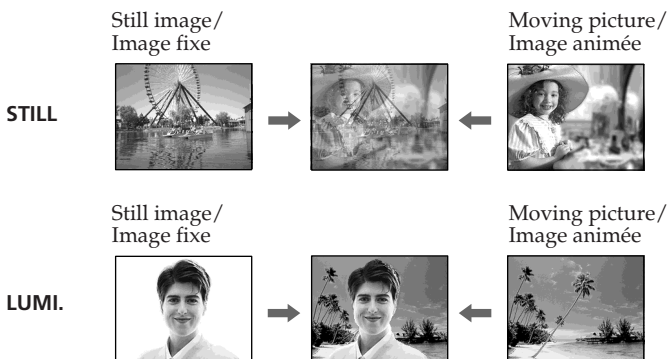 Still image/
Image fixe
Moving picture/
Image animée
STILL
Still image/
Image fixe
Moving picture/
Image animée
LUMI.